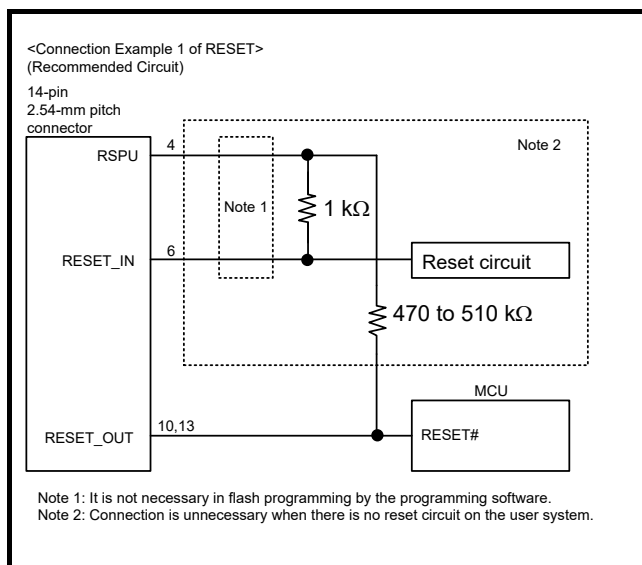 <Connection Example 1 of RESET>
(Recommended Circuit)
14-pin
2.54-mm pitch
connector
RSPU
4
Note 2
Note 1
1 kΩ
RESET_IN
6
Reset circuit
470 to 510 kΩ
MCU
RESET_OUT
10,13
RESET#
Note 1: It is not necessary in flash programming by the programming software.
Note 2: Connection is unnecessary when there is no reset circuit on the user system.